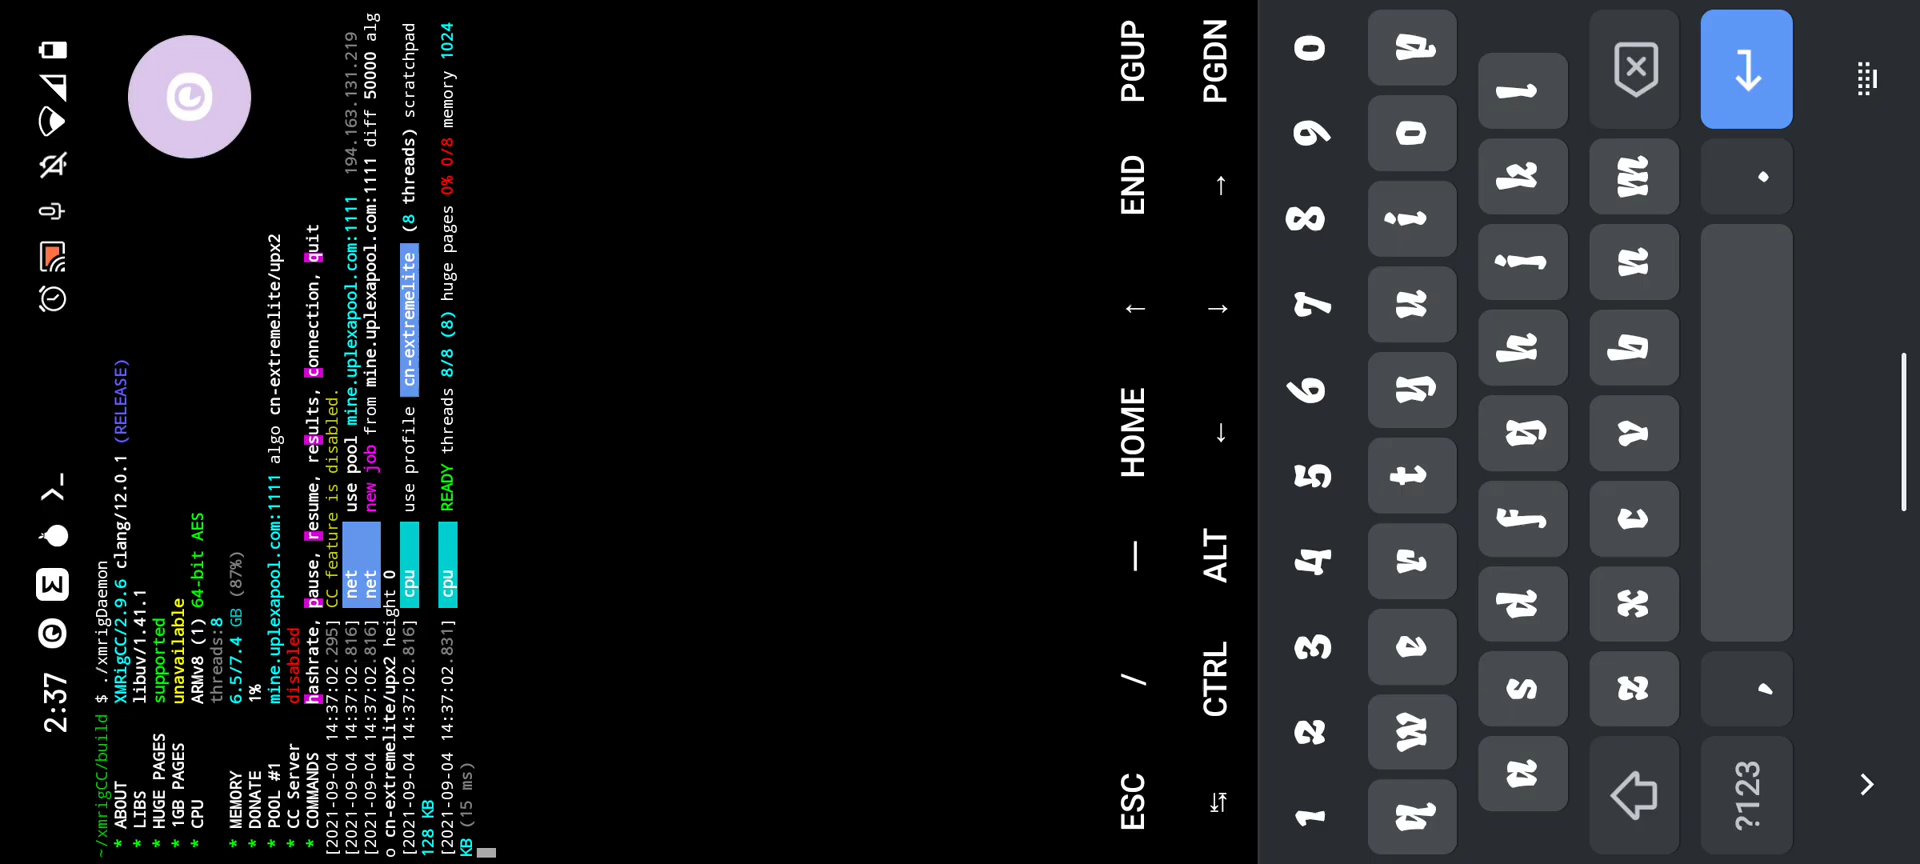 2:37
~/xmrigCC/build $ ./xmrigDaemon
* ABOUT XMRigCC/2.9.6 clang/12.0.1 (RELEASE)
* LIBS libuv/1.41.1
* HUGE PAGES supported
* 1GB PAGES unavailable
* CPU ARMv8 (1) 64-bit AES
threads:8
* MEMORY 6.5/7.4 GB (87%)
* DONATE 1%
* POOL #1 mine.uplexapool.com:1111 algo cn-extremelite/upx2
* CC Server disabled
* COMMANDS hashrate, pause, resume, results, connection, quit
[2021-09-04 14:37:02.295] CC feature is disabled.
[2021-09-04 14:37:02.816] net use pool mine.uplexapool.com:1111 194.163.131.219
[2021-09-04 14:37:02.816] net new job from mine.uplexapool.com:1111 diff 50000 alg
o cn-extremelite/upx2 height 0
[2021-09-04 14:37:02.816] cpu use profile cn-extremelite (8 threads) scratchpad
128 KB
[2021-09-04 14:37:02.831] cpu READY threads 8/8 (8) huge pages 0% 0/8 memory 1024
KB (15 ms)
ESC / — HOME ↑ END PGUP
↹ CTRL ALT ← ↓ → PGDN
1 2 3 4 5 6 7 8 9 0
q w e r t y u i o p
a s d f g h j k l
z x c v b n m
?123 , .